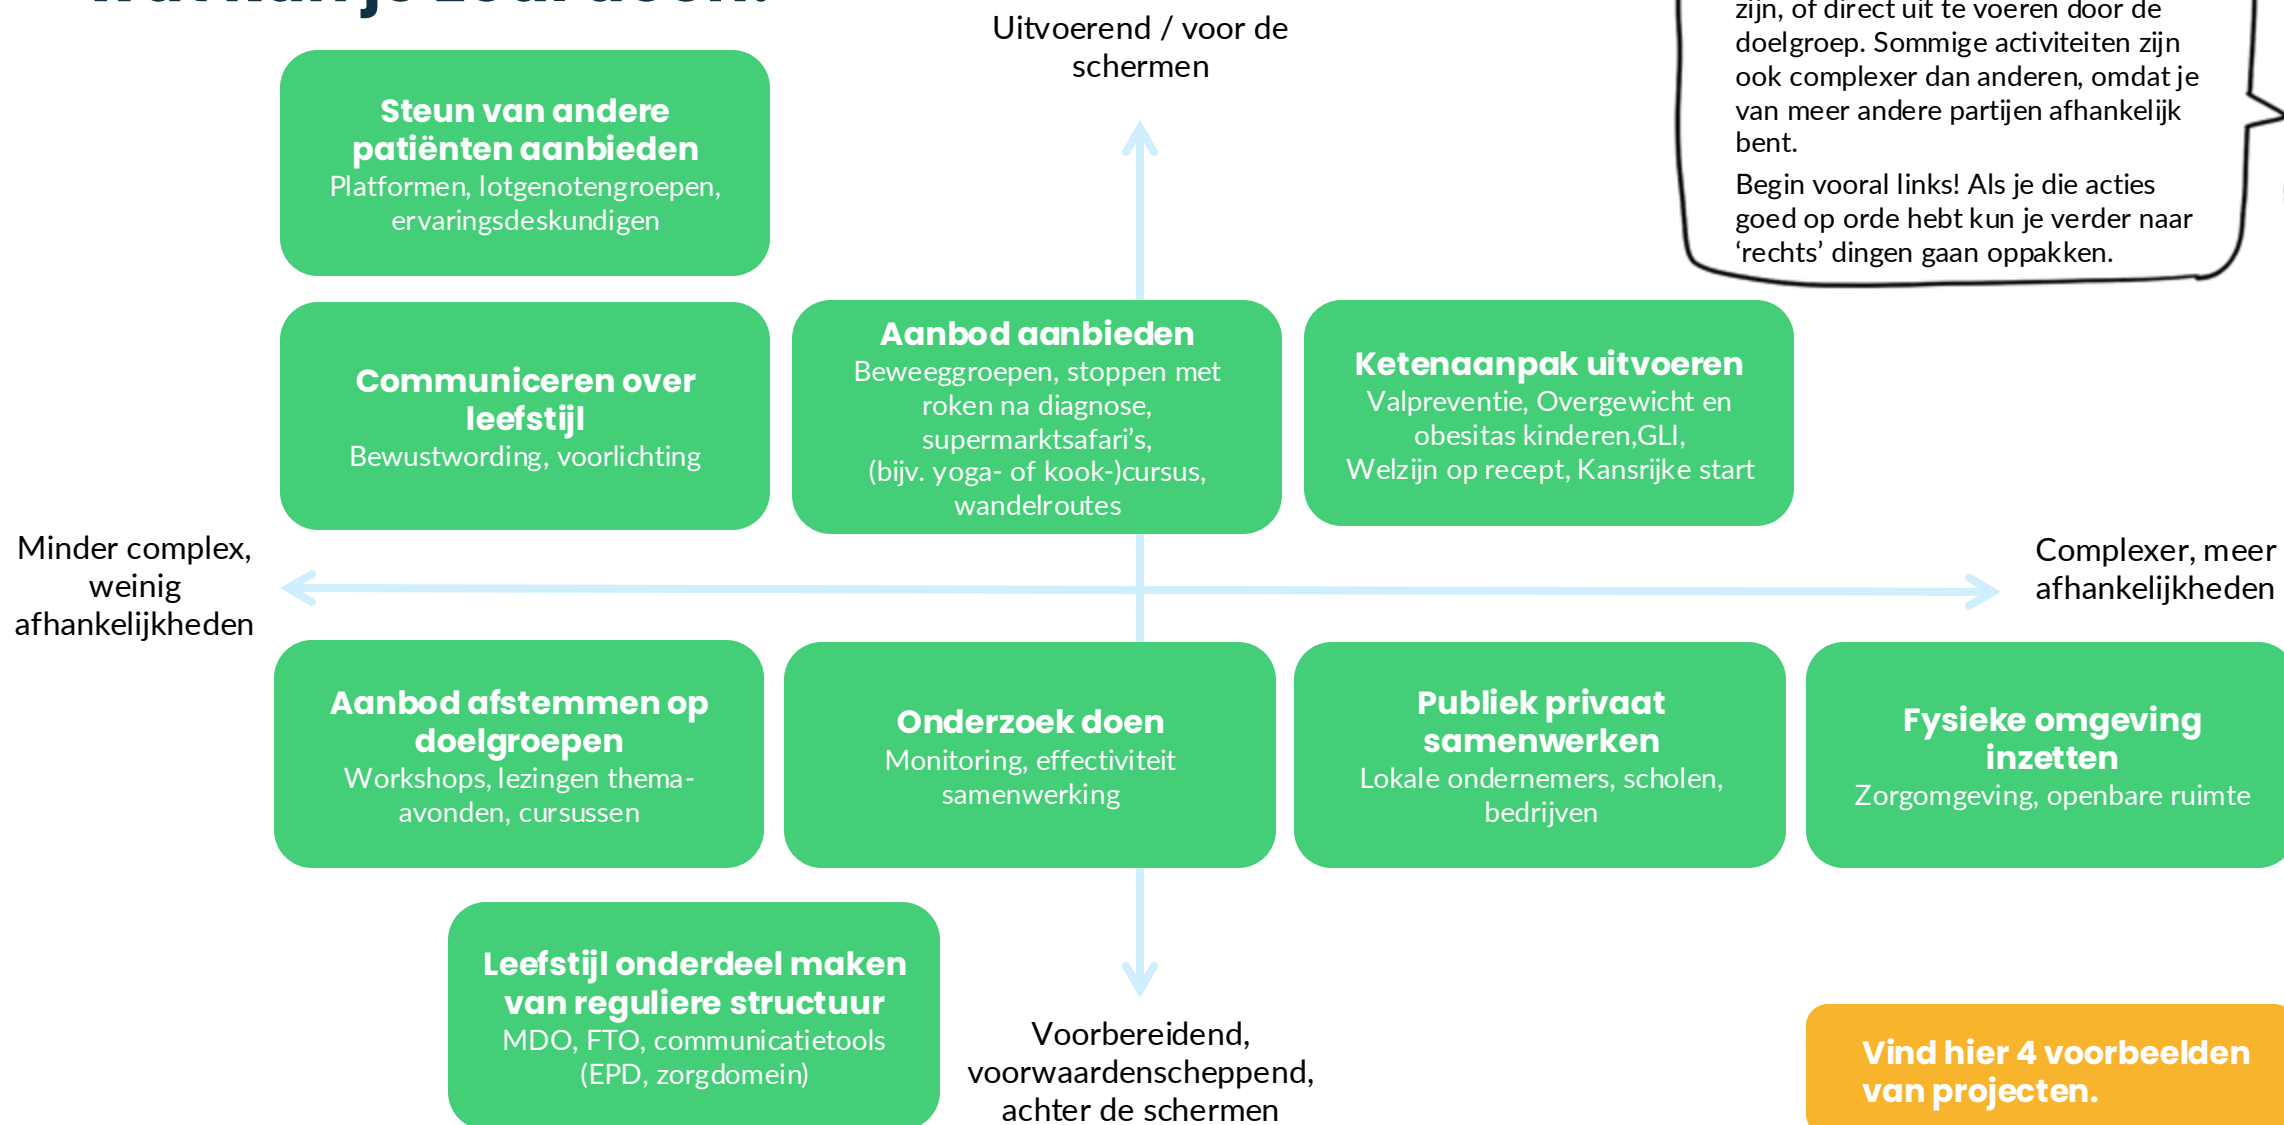 Uitvoerend / voor de
schermen
zijn, of direct uit te voeren door de
doelgroep. Sommige activiteiten zijn
ook complexer dan anderen, omdat je
van meer andere partijen afhankelijk
bent.
Begin vooral links! Als je die acties
goed op orde hebt kun je verder naar
‘rechts’ dingen gaan oppakken.
Steun van andere
patiënten aanbieden
Platformen, lotgenotengroepen,
ervaringsdeskundigen
Communiceren over
leefstijl
Bewustwording, voorlichting
Aanbod aanbieden
Beweeggroepen, stoppen met
roken na diagnose,
supermarktsafari’s,
(bijv. yoga- of kook-)cursus,
wandelroutes
Ketenaanpak uitvoeren
Valpreventie, Overgewicht en
obesitas kinderen,GLI,
Welzijn op recept, Kansrijke start
Minder complex,
weinig
afhankelijkheden
Complexer, meer
afhankelijkheden
Aanbod afstemmen op
doelgroepen
Workshops, lezingen thema-
avonden, cursussen
Onderzoek doen
Monitoring, effectiviteit
samenwerking
Publiek privaat
samenwerken
Lokale ondernemers, scholen,
bedrijven
Fysieke omgeving
inzetten
Zorgomgeving, openbare ruimte
Leefstijl onderdeel maken
van reguliere structuur
MDO, FTO, communicatietools
(EPD, zorgdomein)
Voorbereidend,
voorwaardenscheppend,
achter de schermen
Vind hier 4 voorbeelden
van projecten.